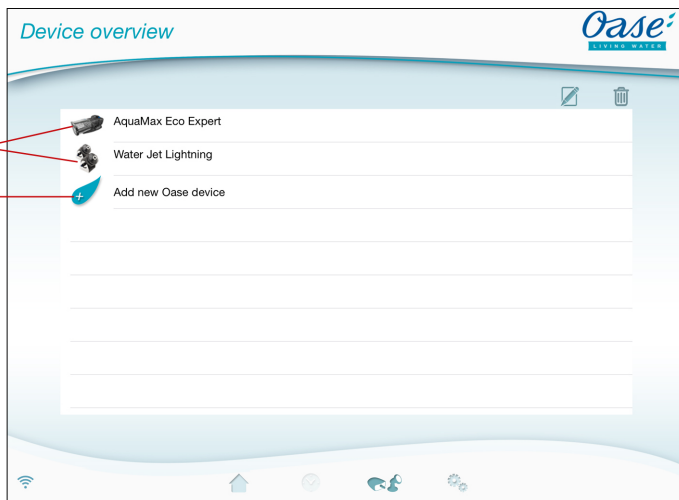 Device overview
Oase
LIVING WATER
AquaMax Eco Expert
Water Jet Lightning
Add new Oase device